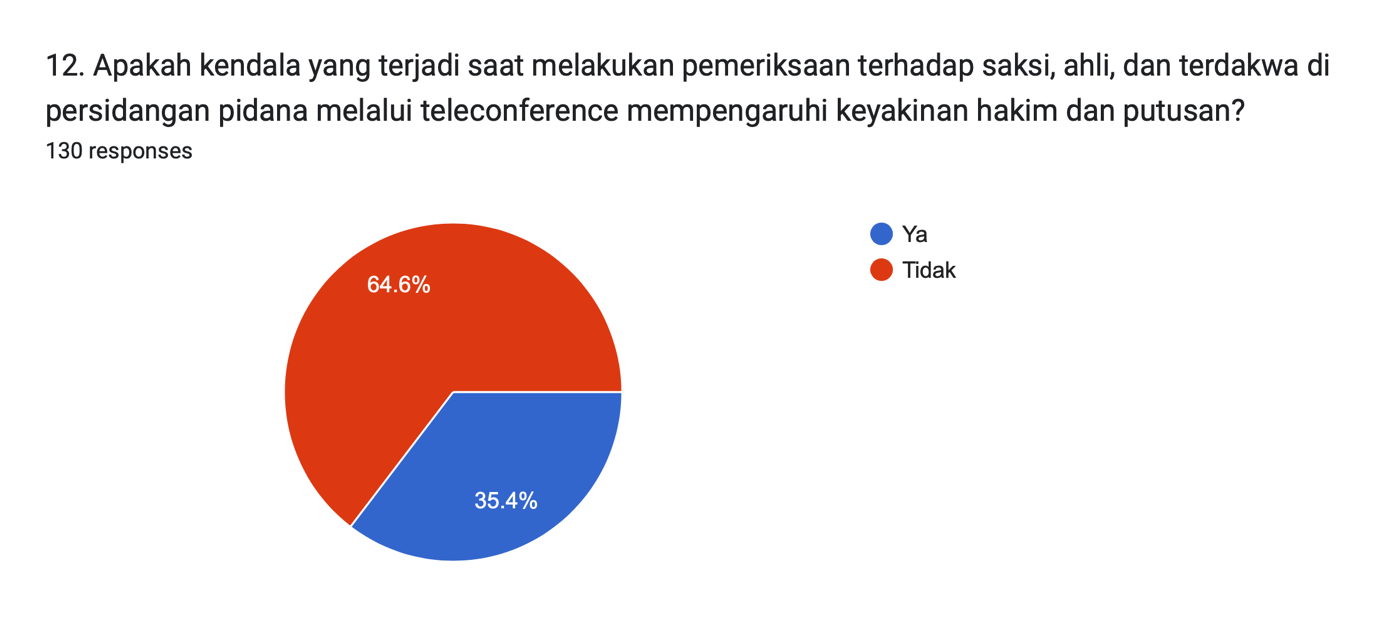 12. Apakah kendala yang terjadi saat melakukan pemeriksaan terhadap saksi, ahli, dan terdakwa di
persidangan pidana melalui teleconference mempengaruhi keyakinan hakim dan putusan?
130 responses
Ya
Tidak
64.6%
35.4%